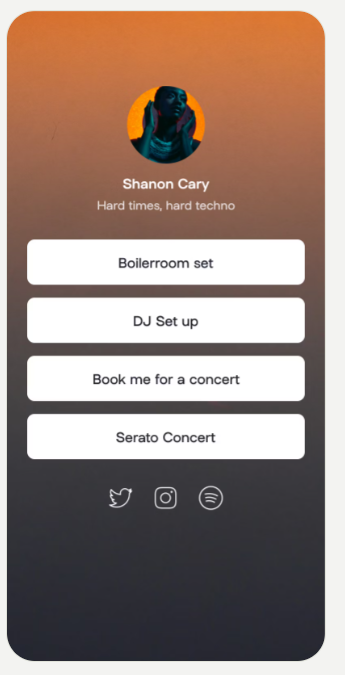 Shanon Cary
Hard times, hard techno
Boilerroom set
DJ Set up
Book me for a concert
Serato Concert